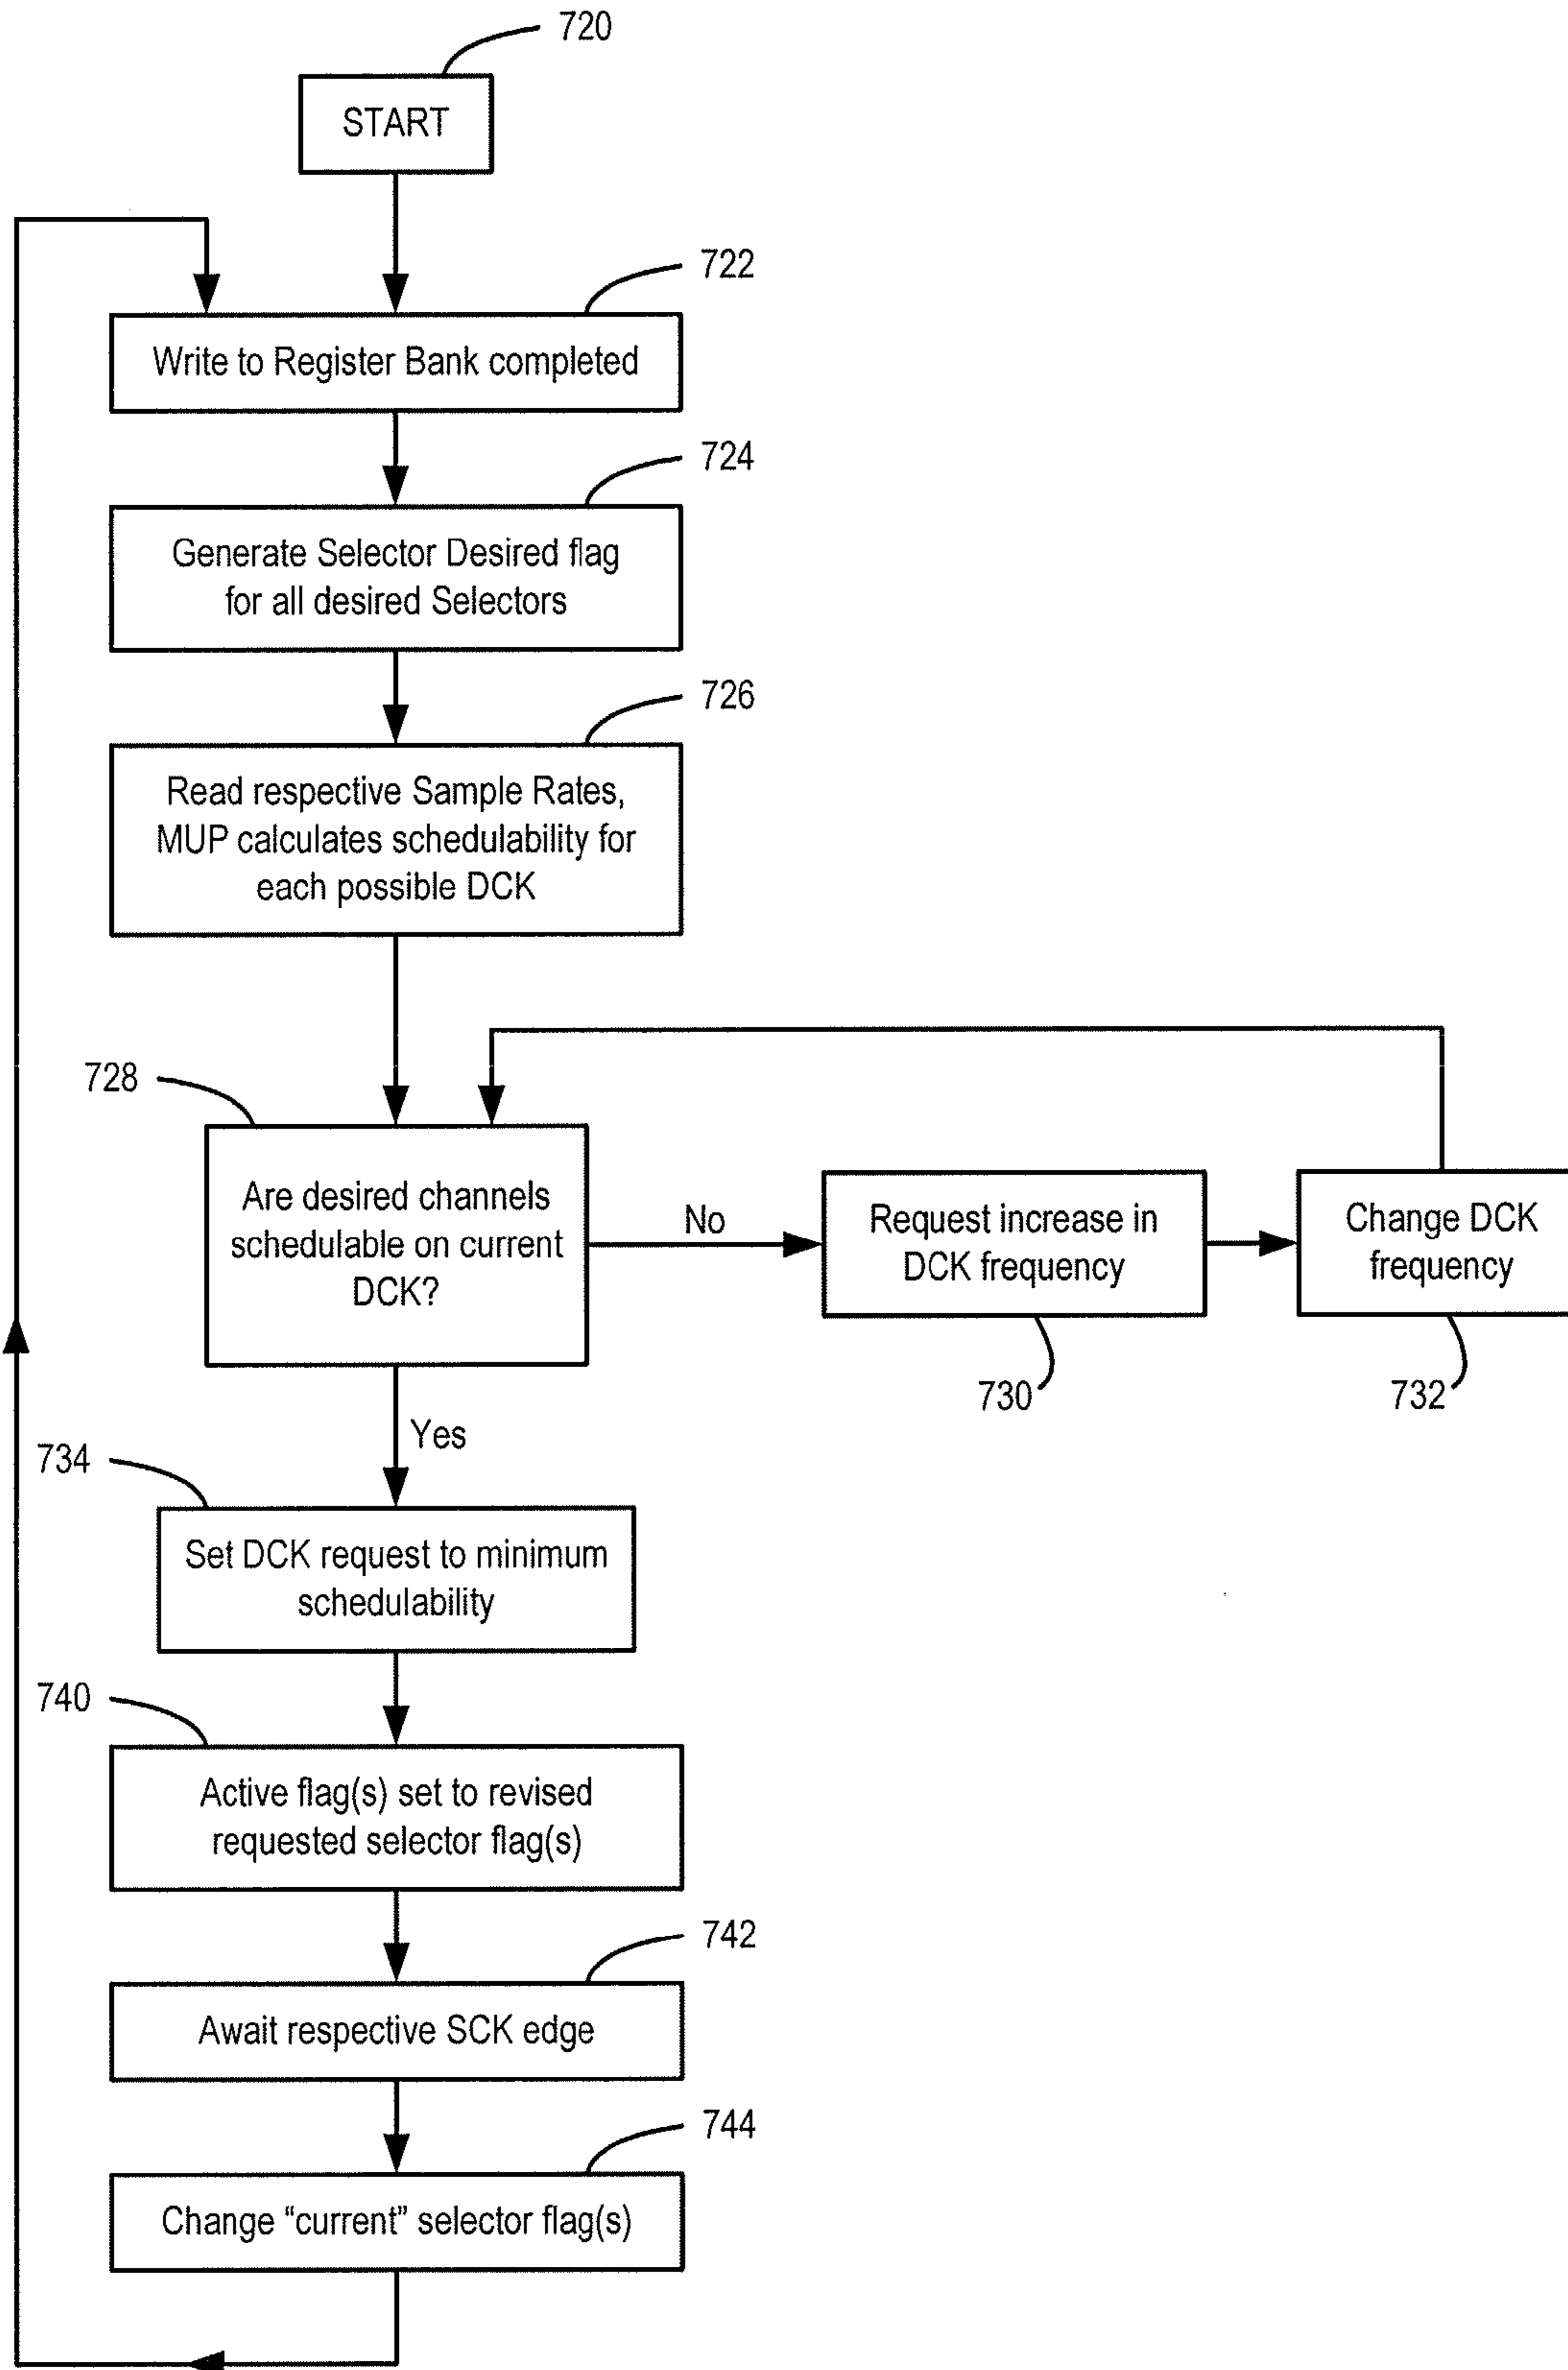 720
START
722
Write to Register Bank completed
724
Generate Selector Desired flag
for all desired Selectors
726
Read respective Sample Rates,
MUP calculates schedulability for
each possible DCK
728
Are desired channels
schedulable on current
DCK?
No
Request increase in
DCK frequency
730
Change DCK
frequency
732
Yes
734
Set DCK request to minimum
schedulability
740
Active flag(s) set to revised
requested selector flag(s)
742
Await respective SCK edge
744
Change “current” selector flag(s)